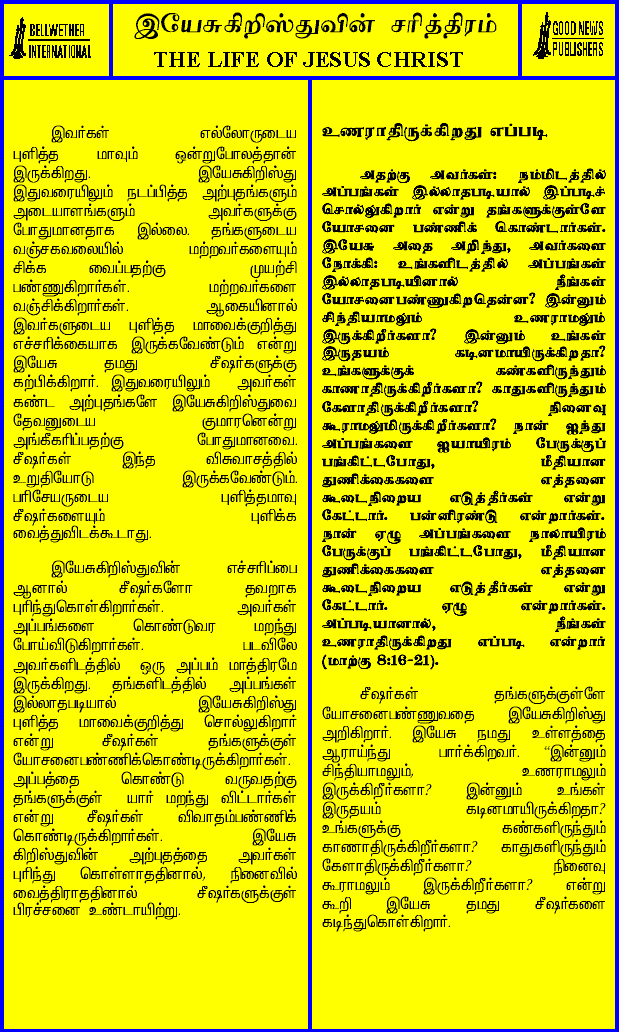 BELLWETHER
INTERNATIONAL
இயேசுகிறிஸ்துவின் சரித்திரம்
THE LIFE OF JESUS CHRIST
GOOD NEWS
PUBLISHERS
இவர்கள் எல்லோருடைய
புளித்த மாவும் ஒன்றுபோலத்தான்
இருக்கிறது. இயேசுகிறிஸ்து
இதுவரையிலும் நடப்பித்த அற்புதங்களும்
அடையாளங்களும் அவர்களுக்கு
போதுமானதாக இல்லை. தங்களுடைய
வஞ்சகவலையில் மற்றவர்களையும்
சிக்க வைப்பதற்கு முயற்சி
பண்ணுகிறார்கள். மற்றவர்களை
வஞ்சிக்கிறார்கள். ஆகையினால்
இவர்களுடைய புளித்த மாவைக்குறித்து
எச்சரிக்கையாக இருக்கவேண்டும் என்று
இயேசு தமது சீஷர்களுக்கு
கற்பிக்கிறார். இதுவரையிலும் அவர்கள்
கண்ட அற்புதங்களே இயேசுகிறிஸ்துவை
தேவனுடைய குமாரனென்று
அங்கீகரிப்பதற்கு போதுமானவை.
சீஷர்கள் இந்த விசுவாசத்தில்
உறுதியோடு இருக்கவேண்டும்.
பரிசேயருடைய புளித்தமாவு
சீஷர்களையும் புளிக்க
வைத்துவிடக்கூடாது.
இயேசுகிறிஸ்துவின் எச்சரிப்பை
ஆனால் சீஷர்களோ தவறாக
புரிந்துகொள்கிறார்கள். அவர்கள்
அப்பங்களை கொண்டுவர மறந்து
போய்விடுகிறார்கள். படவிலே
அவர்களிடத்தில் ஒரு அப்பம் மாத்திரமே
இருக்கிறது. தங்களிடத்தில் அப்பங்கள்
இல்லாதபடியால் இயேசுகிறிஸ்து
புளித்த மாவைக்குறித்து சொல்லுகிறார்
என்று சீஷர்கள் தங்களுக்குள்
யோசனைபண்ணிக்கொண்டிருக்கிறார்கள்.
அப்பத்தை கொண்டு வருவதற்கு
தங்களுக்குள் யார் மறந்து விட்டார்கள்
என்று சீஷர்கள் விவாதம்பண்ணிக்
கொண்டிருக்கிறார்கள். இயேசு
கிறிஸ்துவின் அற்புதத்தை அவர்கள்
புரிந்து கொள்ளாததினால், நினைவில்
வைத்திராததினால் சீஷர்களுக்குள்
பிரச்சனை உண்டாயிற்று.
உணராதிருக்கிறது எப்படி.
அதற்கு அவர்கள்: நம்மிடத்தில்
அப்பங்கள் இல்லாதபடியால் இப்படிச்
சொல்லுகிறார் என்று தங்களுக்குள்ளே
யோசனை பண்ணிக் கொண்டார்கள்.
இயேசு அதை அறிந்து, அவர்களை
நோக்கி: உங்களிடத்தில் அப்பங்கள்
இல்லாதபடியினால் நீங்கள்
யோசனைபண்ணுகிறதென்ன? இன்னும்
சிந்தியாமலும் உணராமலும்
இருக்கிறீர்களா? இன்னும் உங்கள்
இருதயம் கடினமாயிருக்கிறதா?
உங்களுக்குக் கண்களிருந்தும்
காணாதிருக்கிறீர்களா? காதுகளிருந்தும்
கேளாதிருக்கிறீர்களா? நினைவு
கூராமலுமிருக்கிறீர்களா? நான் ஐந்து
அப்பங்களை ஐயாயிரம் பேருக்குப்
பங்கிட்டபோது, மீதியான
துணிக்கைகளை எத்தனை
கூடைநிறைய எடுத்தீர்கள் என்று
கேட்டார். பன்னிரண்டு என்றார்கள்.
நான் ஏழு அப்பங்களை நாலாயிரம்
பேருக்குப் பங்கிட்டபோது, மீதியான
துணிக்கைகளை எத்தனை
கூடைநிறைய எடுத்தீர்கள் என்று
கேட்டார். ஏழு என்றார்கள்.
அப்படியானால், நீங்கள்
உணராதிருக்கிறது எப்படி என்றார்
(மாற்கு 8:16-21).
சீஷர்கள் தங்களுக்குள்ளே
யோசனைபண்ணுவதை இயேசுகிறிஸ்து
அறிகிறார். இயேசு நமது உள்ளத்தை
ஆராய்ந்து பார்க்கிறவர். "இன்னும்
சிந்தியாமலும், உணராமலும்
இருக்கிறீர்களா? இன்னும் உங்கள்
இருதயம் கடினமாயிருக்கிறதா?
உங்களுக்கு கண்களிருந்தும்
காணாதிருக்கிறீர்களா? காதுகளிருந்தும்
கேளாதிருக்கிறீர்களா? நினைவு
கூராமலும் இருக்கிறீர்களா? என்று
கூறி இயேசு தமது சீஷர்களை
கடிந்துகொள்கிறார்.